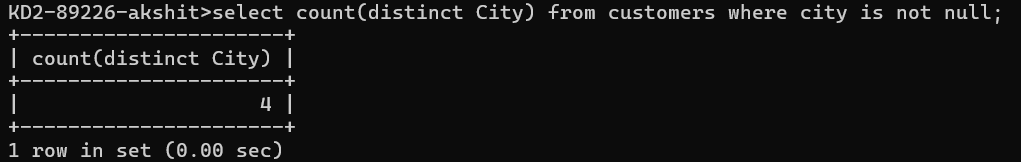 KD2-89226-akshit>select count(distinct City) from customers where city is not null;
+----------------------+
| count(distinct City) |
+----------------------+
|                    4 |
+----------------------+
1 row in set (0.00 sec)